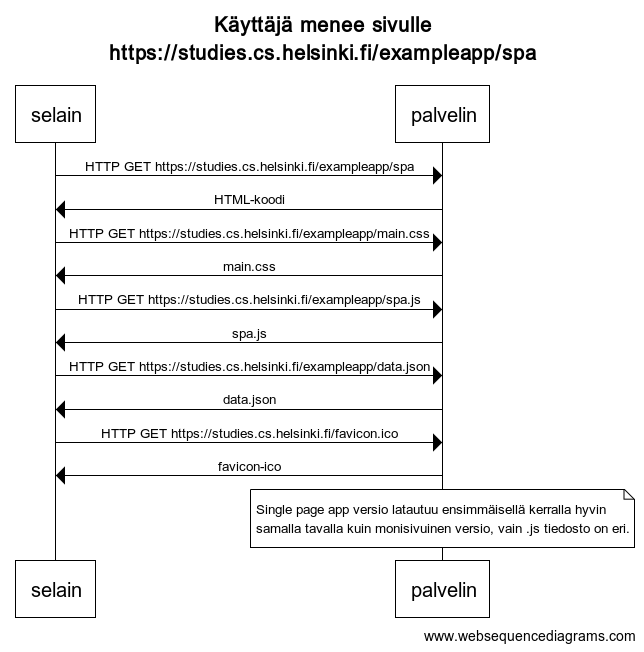 Käyttäjä menee sivulle
https://studies.cs.helsinki.fi/exampleapp/spa
selain
palvelin
HTTP GET https://studies.cs.helsinki.fi/exampleapp/spa
HTML-koodi
HTTP GET https://studies.cs.helsinki.fi/exampleapp/main.css
main.css
HTTP GET https://studies.cs.helsinki.fi/exampleapp/spa.js
spa.js
HTTP GET https://studies.cs.helsinki.fi/exampleapp/data.json
data.json
HTTP GET https://studies.cs.helsinki.fi/favicon.ico
favicon-ico
Single page app versio latautuu ensimmäisellä kerralla hyvin
samalla tavalla kuin monisivuinen versio, vain .js tiedosto on eri.
selain
palvelin
www.websequencediagrams.com